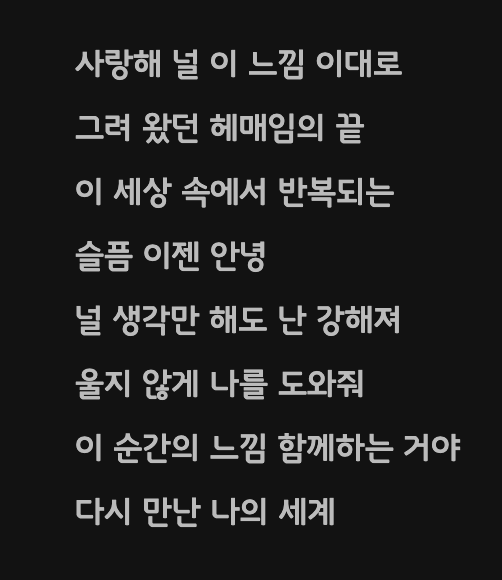 사랑해 널 이 느낌 이대로
그려 왔던 헤매임의 끝
이 세상 속에서 반복되는
슬픔 이젠 안녕
널 생각만 해도 난 강해져
울지 않게 나를 도와줘
이 순간의 느낌 함께하는 거야
다시 만난 나의 세계